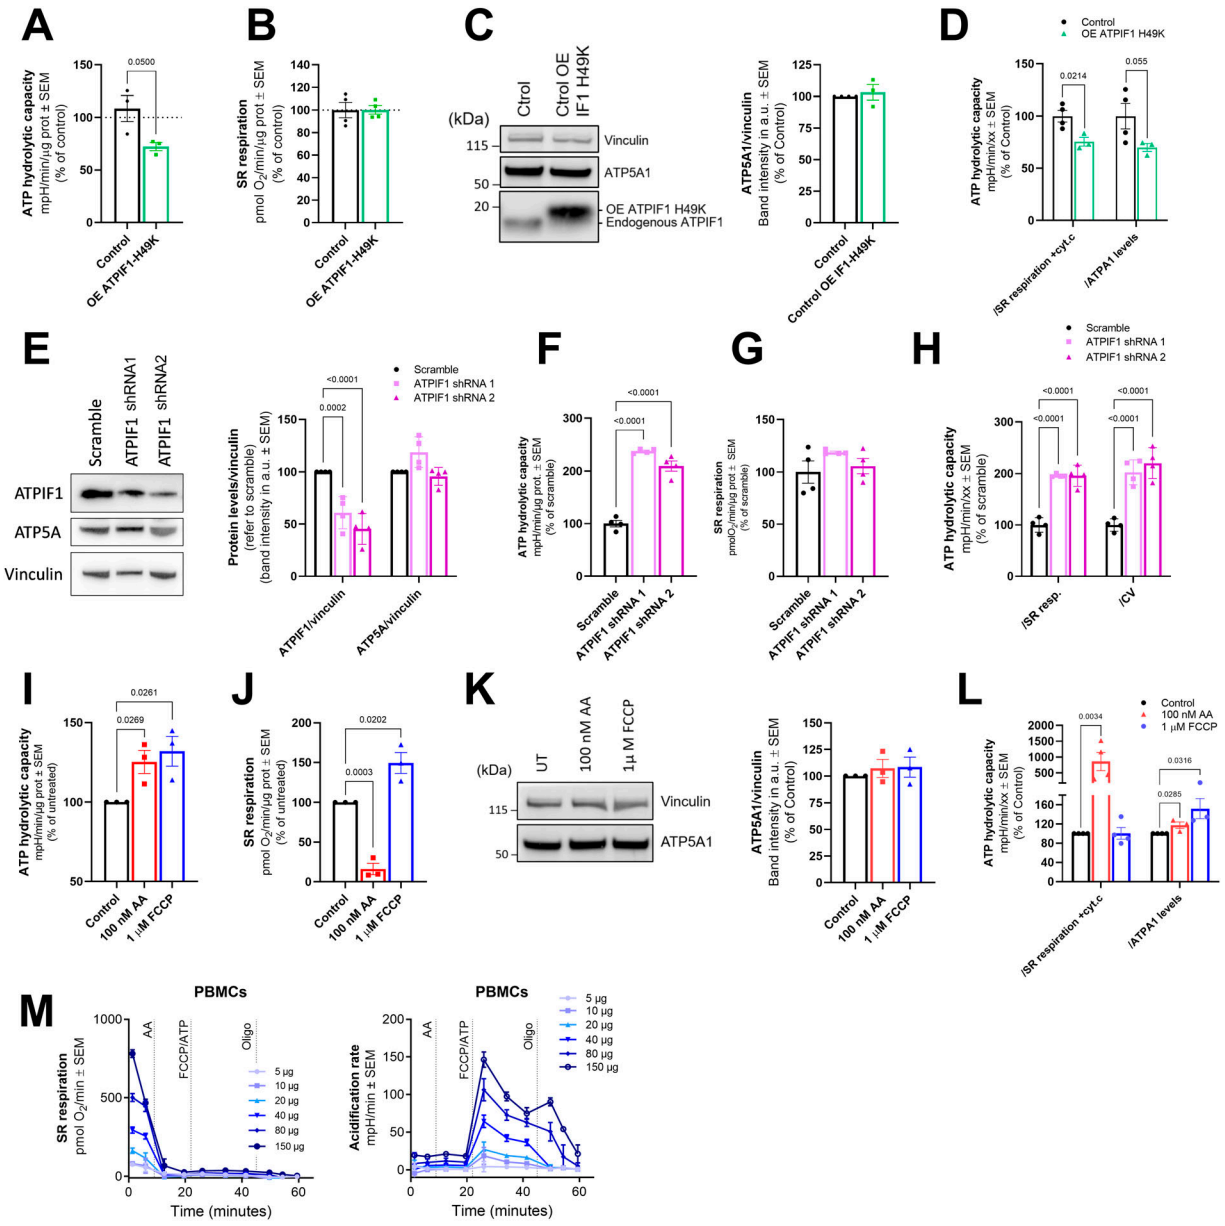 A
ATP hydrolytic capacity
mpH/min/µg prot ± SEM
(% of Control)
150
100
50
0
0.0500
Control
OE ATPIF1-H49K
B
SR respiration
pmol O2/min/µg prot ± SEM
(% of control)
140
120
100
80
60
40
20
0
Control
OE ATPIF1-H49K
C
Ctrol
Ctrol OE
IF1 H49K
(kDa)
115
50
20
Vinculin
ATP5A1
OE ATPIF1 H49K
Endogenous ATPIF1
ATP5A1/vinculin
Band intensity in a.u. ± SEM
(% of Control)
125
100
75
50
25
0
Control
Control OE IF1-H49K
D
Control
OE ATPIF1 H49K
ATP hydrolytic capacity
mpH/min/xx ± SEM
(% of Control)
150
100
50
0
0.0214
0.055
/SR respiration +cyt.c
/ATPA1 levels
E
Scramble
ATPIF1 shRNA1
ATPIF1 shRNA2
ATPIF1
ATP5A
Vinculin
Scramble
ATPIF1 shRNA 1
ATPIF1 shRNA 2
Protein levels/vinculin
(refer to scramble)
(band intensity in a.u. ± SEM)
150
100
50
0
<0.0001
0.0002
ATPIF1/vinculin
ATP5A/vinculin
F
ATP hydrolytic capacity
mpH/min/µg prot. ± SEM
(% of scramble)
300
200
100
0
<0.0001
<0.0001
Scramble
ATPIF1 shRNA 1
ATPIF1 shRNA 2
G
SR respiration
pmolO2/min/µg prot ± SEM
(% of scramble)
150
100
50
0
Scramble
ATPIF1 shRNA 1
ATPIF1 shRNA 2
H
Scramble
ATPIF1 shRNA 1
ATPIF1 shRNA 2
ATP hydrolytic capacity
mpH/min/xx ± SEM
(% of scramble)
300
200
100
0
<0.0001
<0.0001
<0.0001
<0.0001
/SR resp.
/CV
I
ATP hydrolytic capacity
mpH/min/µg prot ± SEM
(% of untreated)
150
100
50
0.0261
0.0269
Control
100 nM AA
1 µM FCCP
J
SR respiration
pmol O2/min/µg prot ± SEM
(% of untreated)
200
150
100
50
0
0.0202
0.0003
Control
100 nM AA
1 µM FCCP
K
UT
100 nM AA
1µ M FCCP
(kDa)
115
50
Vinculin
ATP5A1
ATP5A1/vinculin
Band intensity in a.u. ± SEM
(% of Control)
150
125
100
75
50
25
0
Control
100 nM AA
1 µM FCCP
L
Control
100 nM AA
1 µM FCCP
ATP hydrolytic capacity
mpH/min/xx ± SEM
(% of Control)
2000
1500
1000
500
160
120
100
80
40
0
0.0034
0.0316
0.0285
/SR respiration +cyt.c
/ATPA1 levels
M
PBMCs
SR respiration
pmol O2/min ± SEM
1000
500
0
AA
FCCP/ATP
Oligo
5 µg
10 µg
20 µg
40 µg
80 µg
150 µg
0
20
40
60
Time (minutes)
PBMCs
Acidification rate
mpH/min ± SEM
200
150
100
50
0
AA
FCCP/ATP
Oligo
5 µg
10 µg
20 µg
40 µg
80 µg
150 µg
0
20
40
60
Time (minutes)